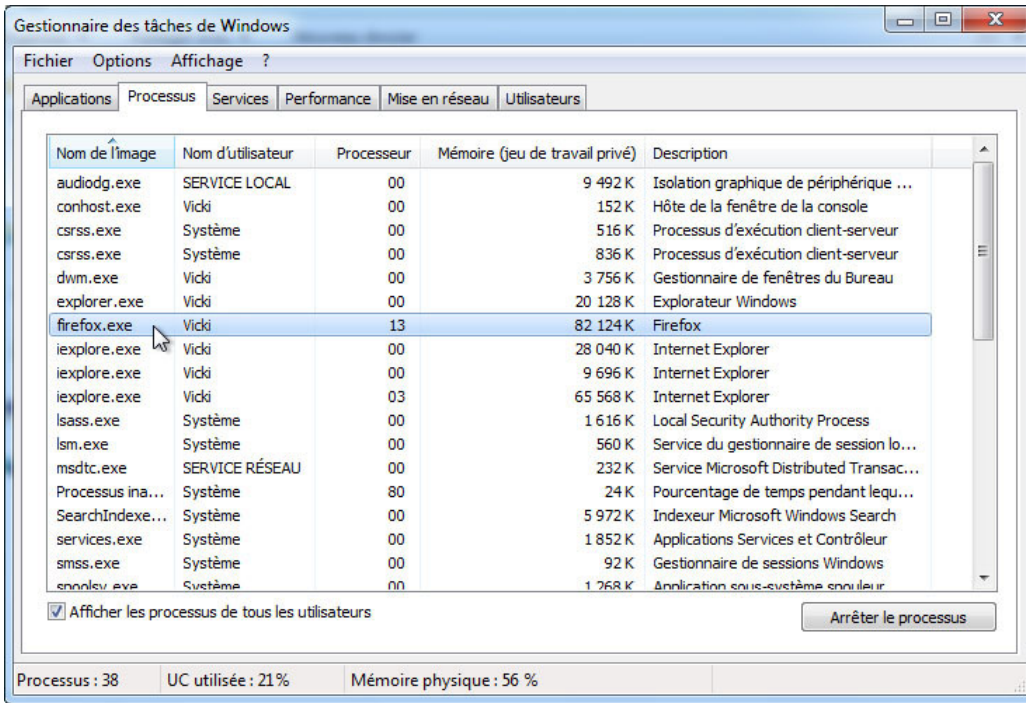 Gestionnaire des tâches de Windows
Fichier Options Affichage ?
Applications Processus Services Performance Mise en réseau Utilisateurs
Nom de l'image Nom d'utilisateur Processeur Mémoire (jeu de travail privé) Description
audiodg.exe SERVICE LOCAL 00 9 492 K Isolation graphique de périphérique ...
conhost.exe Vicki 00 152 K Hôte de la fenêtre de la console
csrss.exe Système 00 516 K Processus d'exécution client-serveur
csrss.exe Système 00 836 K Processus d'exécution client-serveur
dwm.exe Vicki 00 3 756 K Gestionnaire de fenêtres du Bureau
explorer.exe Vicki 00 20 128 K Explorateur Windows
firefox.exe Vicki 13 82 124 K Firefox
iexplore.exe Vicki 00 28 040 K Internet Explorer
iexplore.exe Vicki 00 9 696 K Internet Explorer
iexplore.exe Vicki 03 65 568 K Internet Explorer
lsass.exe Système 00 1 616 K Local Security Authority Process
lsm.exe Système 00 560 K Service du gestionnaire de session lo...
msdtc.exe SERVICE RÉSEAU 00 232 K Service Microsoft Distributed Transac...
Processus ina... Système 80 24 K Pourcentage de temps pendant lequ...
SearchIndexe... Système 00 5 972 K Indexeur Microsoft Windows Search
services.exe Système 00 1 852 K Applications Services et Contrôleur
smss.exe Système 00 92 K Gestionnaire de sessions Windows
spoolsv.exe Système 00 1 268 K Application sous-système spouleur
Afficher les processus de tous les utilisateurs
Arrêter le processus
Processus : 38 UC utilisée : 21% Mémoire physique : 56 %